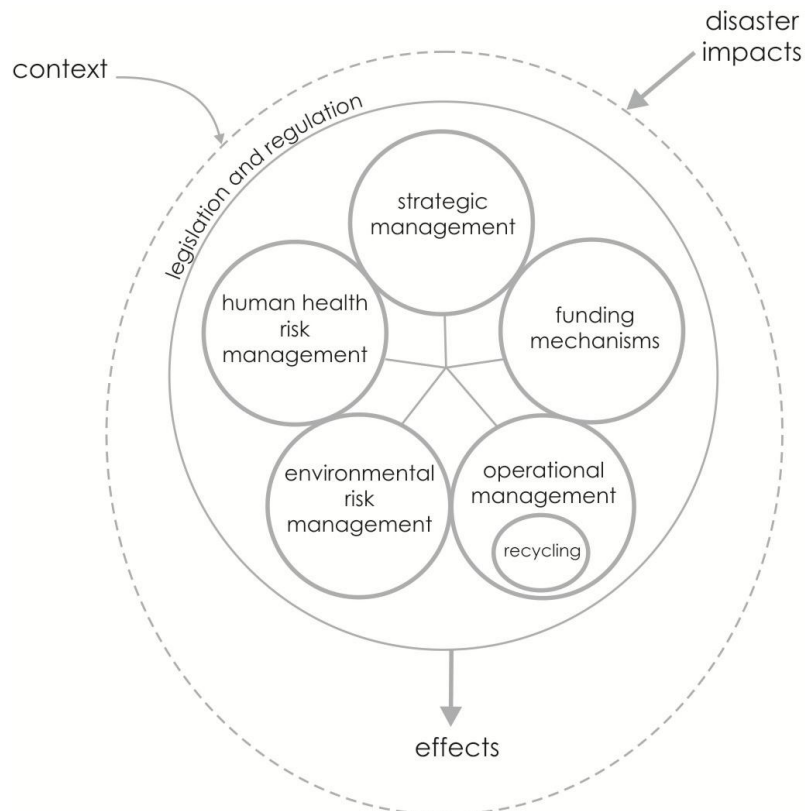 disaster
impacts
context
legislation and regulation
strategic
management
human health
risk
management
funding
mechanisms
environmental
risk
management
operational
management
recycling
effects